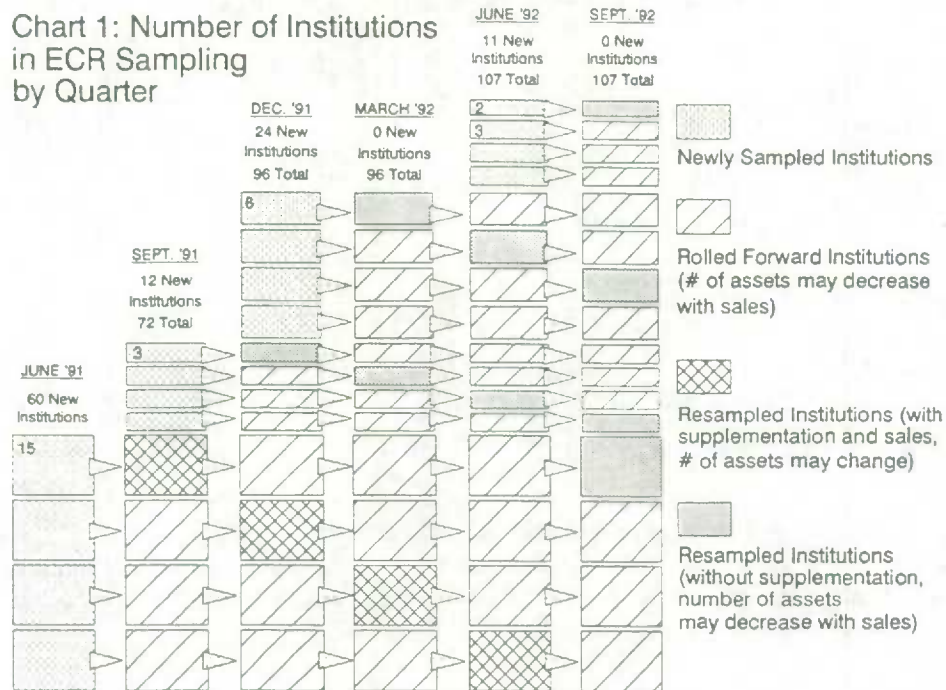 Chart 1: Number of Institutions
in ECR Sampling
by Quarter
JUNE '91
60 New
Institutions
15
SEPT. '91
12 New
Institutions
72 Total
3
DEC. '91
24 New
Institutions
96 Total
6
MARCH '92
0 New
Institutions
96 Total
JUNE '92
11 New
Institutions
107 Total
2
3
SEPT. '92
0 New
Institutions
107 Total
Newly Sampled Institutions
Rolled Forward Institutions
(# of assets may decrease
with sales)
Resampled Institutions (with
supplementation and sales,
# of assets may change)
Resampled Institutions
(without supplementation,
number of assets
may decrease with sales)